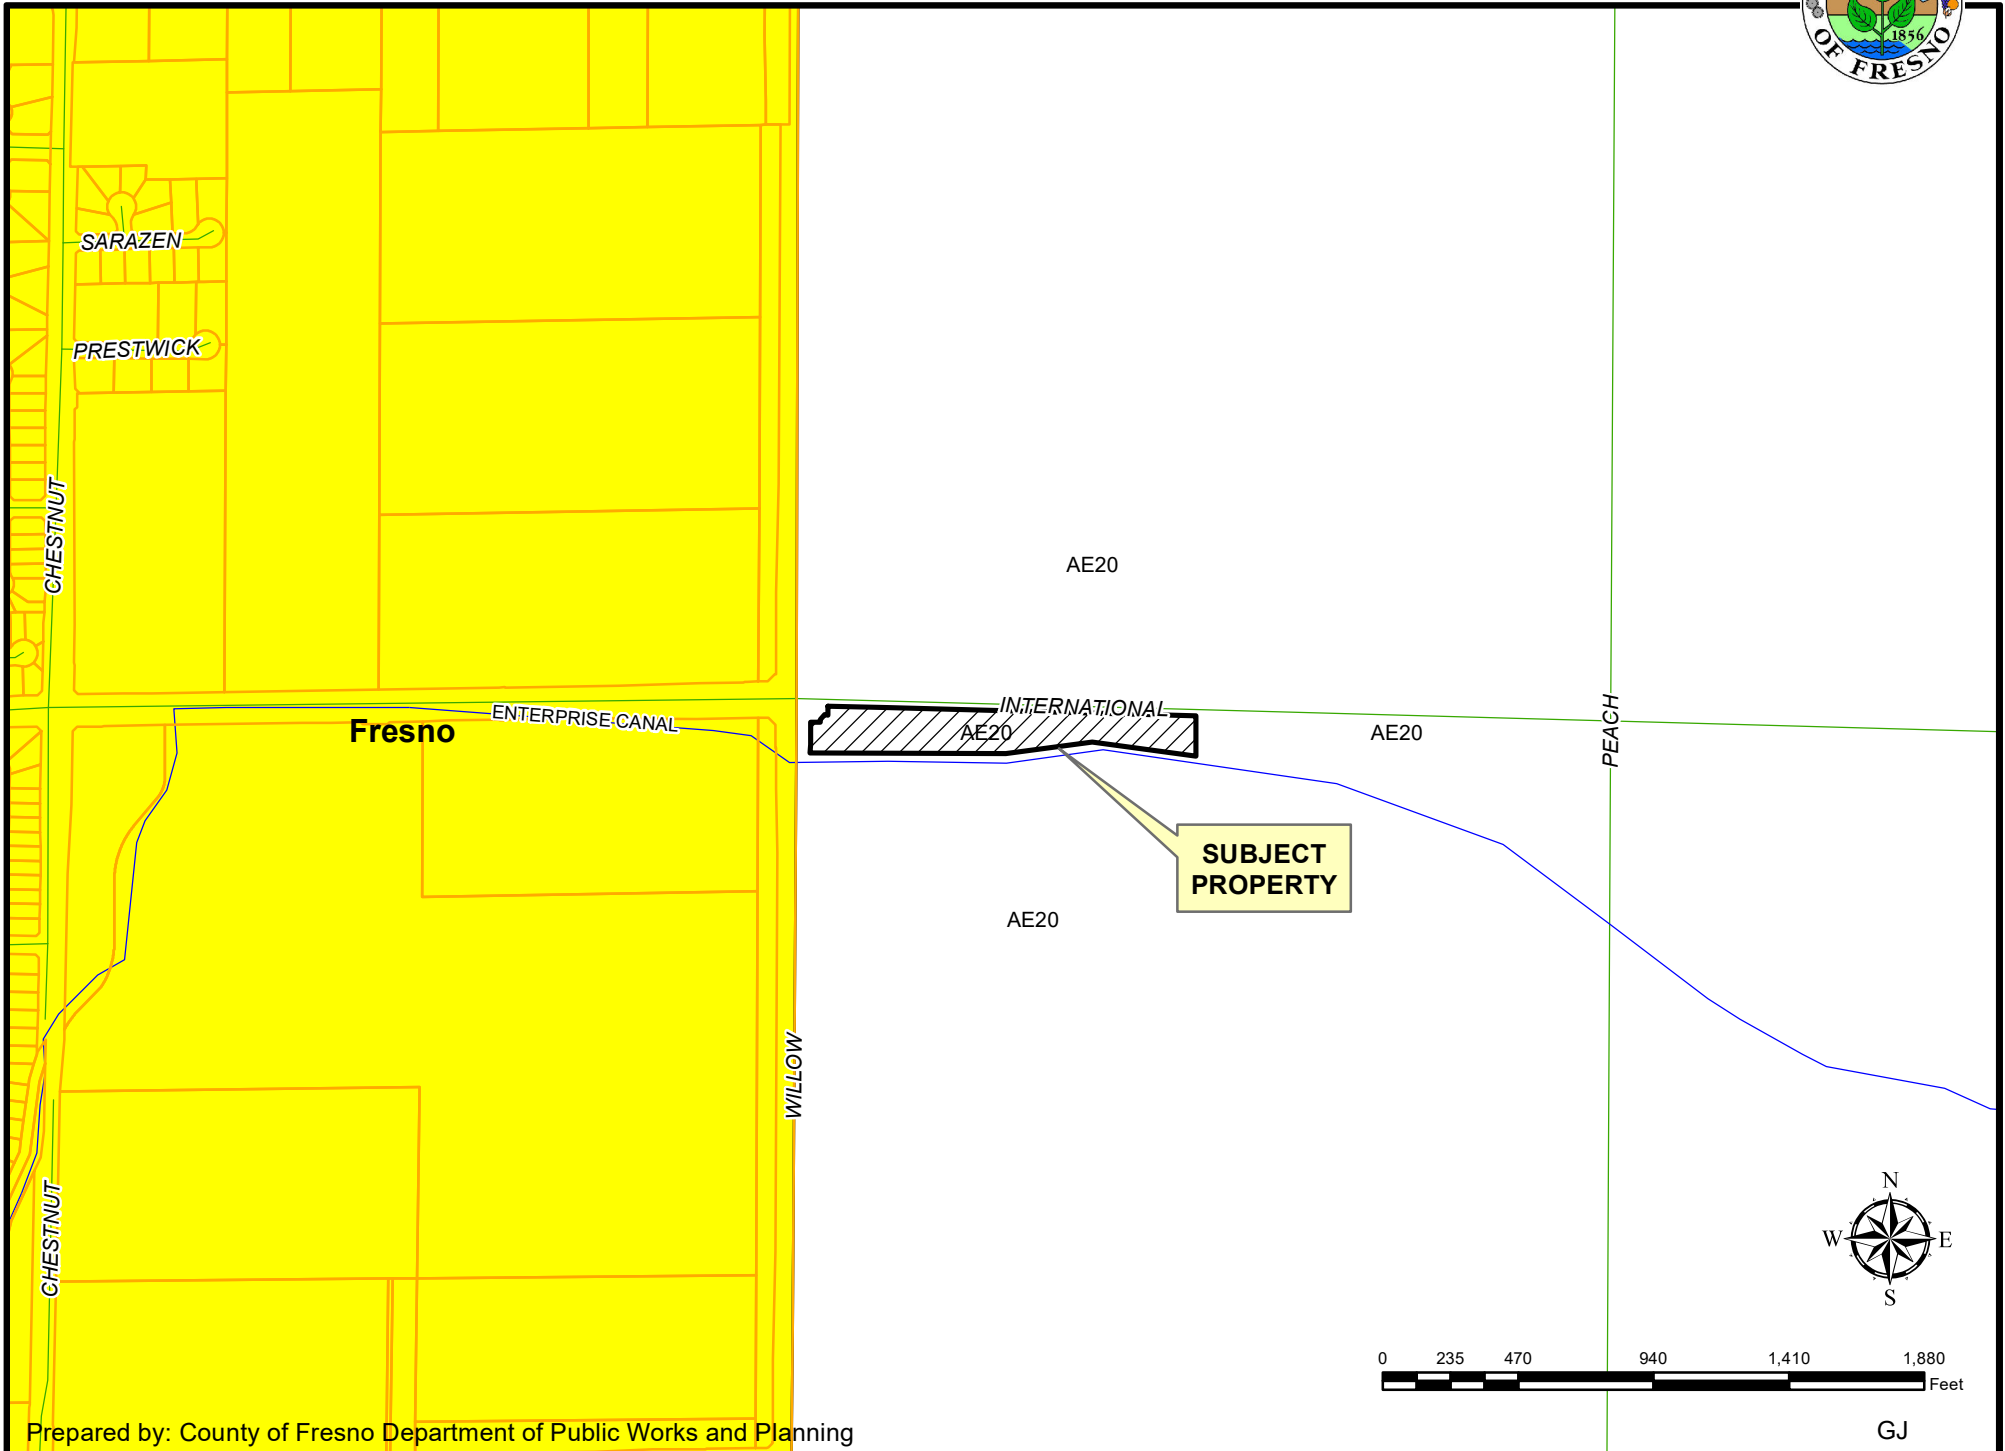 1856
OF FRESNO
SARAZEN
PRESTWICK
CHESTNUT
AE20
INTERNATIONAL
ENTERPRISE CANAL
Fresno
AE20
AE20
PEACH
SUBJECT
PROPERTY
AE20
WILLOW
CHESTNUT
N
W
E
S
0 235 470 940 1,410 1,880
Feet
Prepared by: County of Fresno Department of Public Works and Planning
GJ